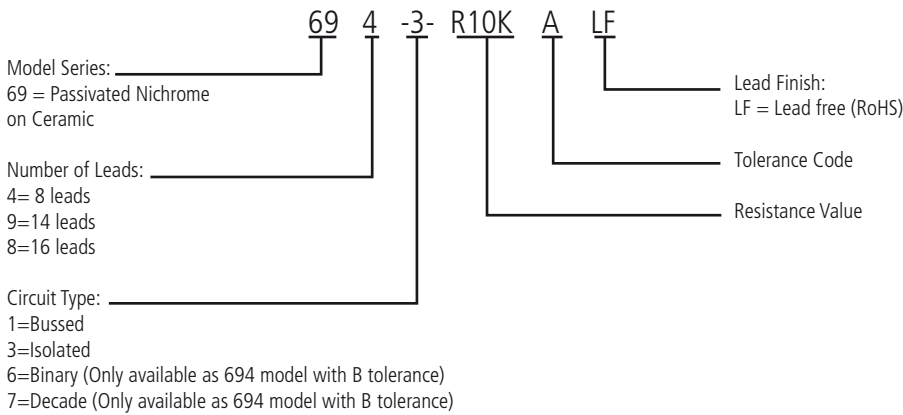 69 4 -3- R10K A LF
Model Series:
69 = Passivated Nichrome
on Ceramic
Number of Leads:
4= 8 leads
9=14 leads
8=16 leads
Circuit Type:
1=Bussed
3=Isolated
6=Binary (Only available as 694 model with B tolerance)
7=Decade (Only available as 694 model with B tolerance)
Lead Finish:
LF = Lead free (RoHS)
Tolerance Code
Resistance Value